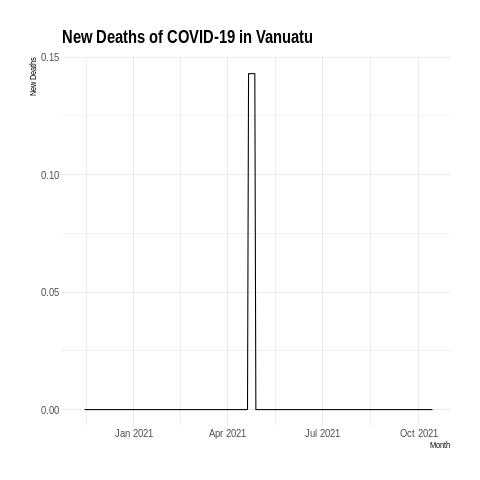 New Deaths of COVID-19 in Vanuatu
New Deaths
0.15
0.10
0.05
0.00
Jan 2021 Apr 2021 Jul 2021 Oct 2021
Month